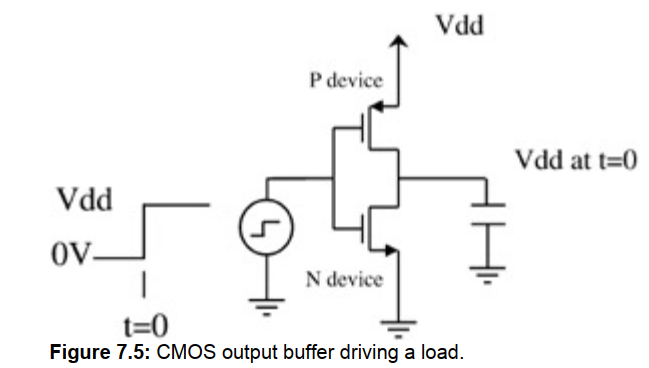 Vdd
P device
Vdd at t=0
Vdd
0V
N device
t=0
Figure 7.5: CMOS output buffer driving a load.